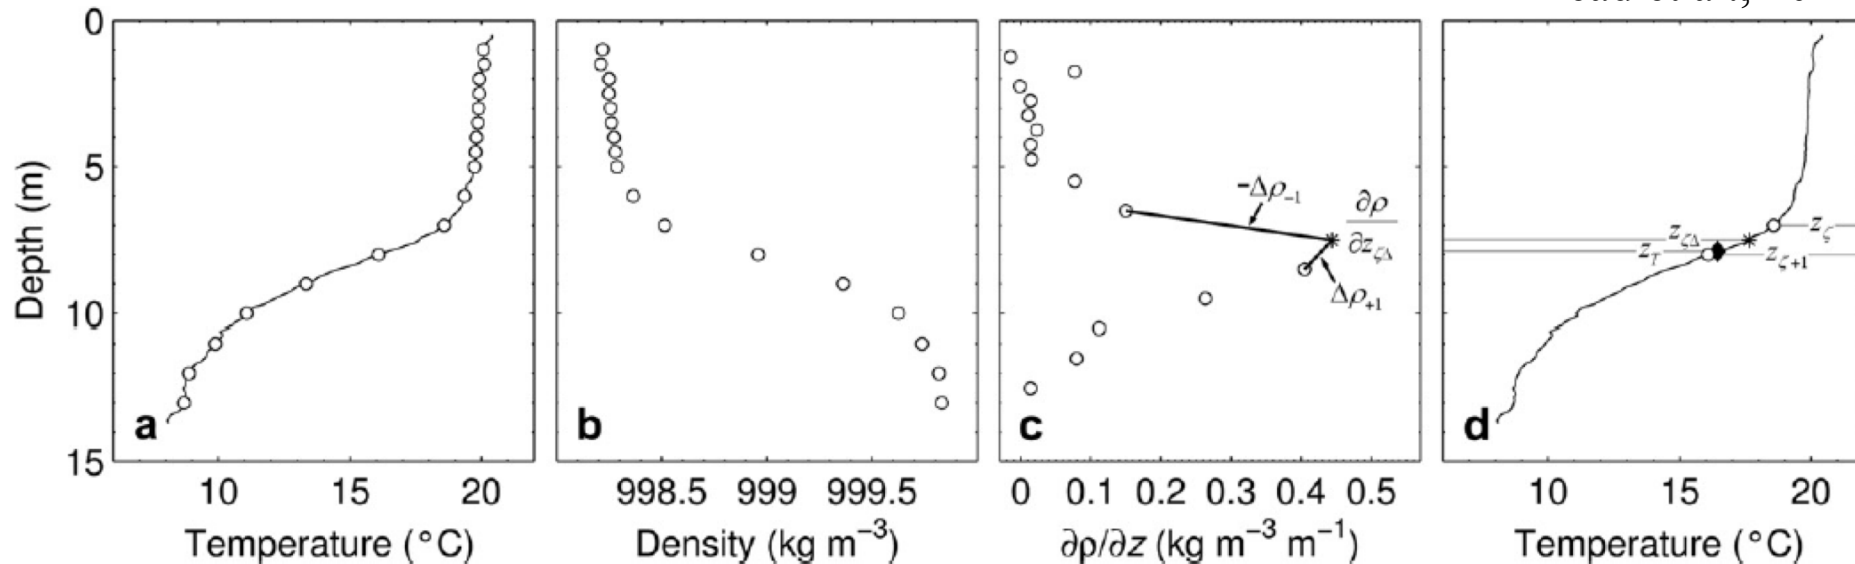 0
5
10
15
Depth (m)
a
10 15 20
Temperature (°C)
b
998.5 999 999.5
Density (kg m⁻³)
−Δρ₋₁
∂ρ
∂z_ζΔ
Δρ₊₁
c
0 0.1 0.2 0.3 0.4 0.5
∂ρ/∂z (kg m⁻³ m⁻¹)
z_ζ
z_ζΔ
z_T
z_ζ+1
d
10 15 20
Temperature (°C)